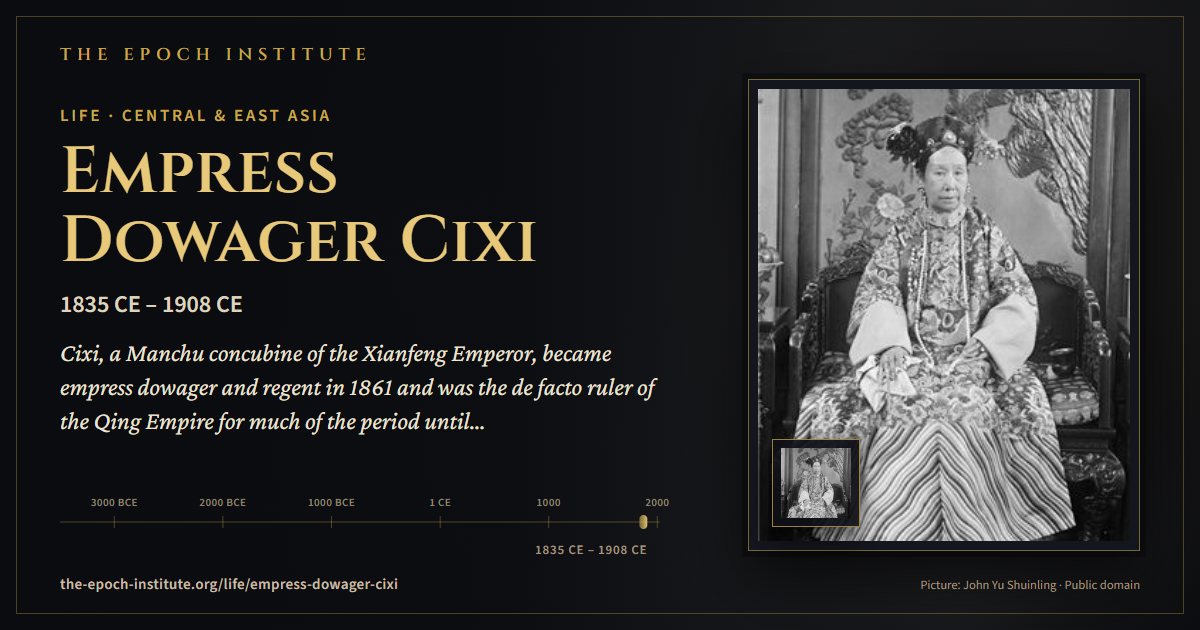 THE EPOCH INSTITUTE
LIFE · CENTRAL & EAST ASIA
EMPRESS
DOWAGER CIXI
1835 CE – 1908 CE
Cixi, a Manchu concubine of the Xianfeng Emperor, became
empress dowager and regent in 1861 and was the de facto ruler of
the Qing Empire for much of the period until...
3000 BCE 2000 BCE 1000 BCE 1 CE 1000 2000
1835 CE – 1908 CE
the-epoch-institute.org/life/empress-dowager-cixi
Picture: John Yu Shuinling · Public domain